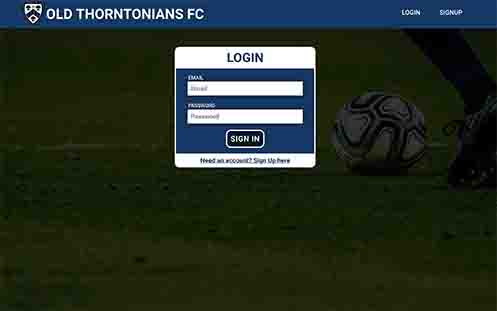 OLD THORNTONIANS FC
LOGIN
SIGNUP
LOGIN
EMAIL
Email
PASSWORD
Password
SIGN IN
Need an account? Sign Up here